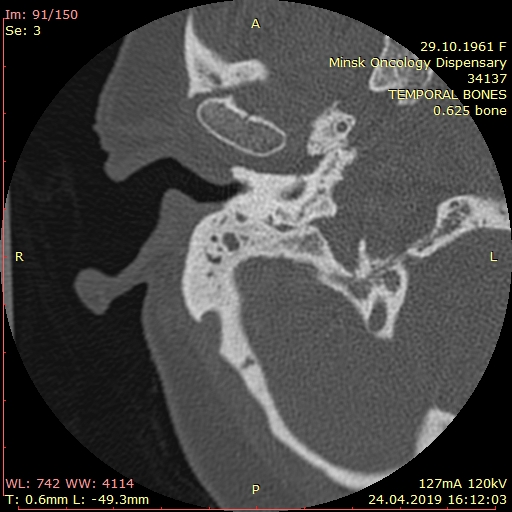 Im: 91/150
Se: 3
A
29.10.1961 F
Minsk Oncology Dispensary
34137
TEMPORAL BONES
0.625 bone
R
L
WL: 742 WW: 4114
T: 0.6mm L: -49.3mm
P
127mA 120kV
24.04.2019 16:12:03